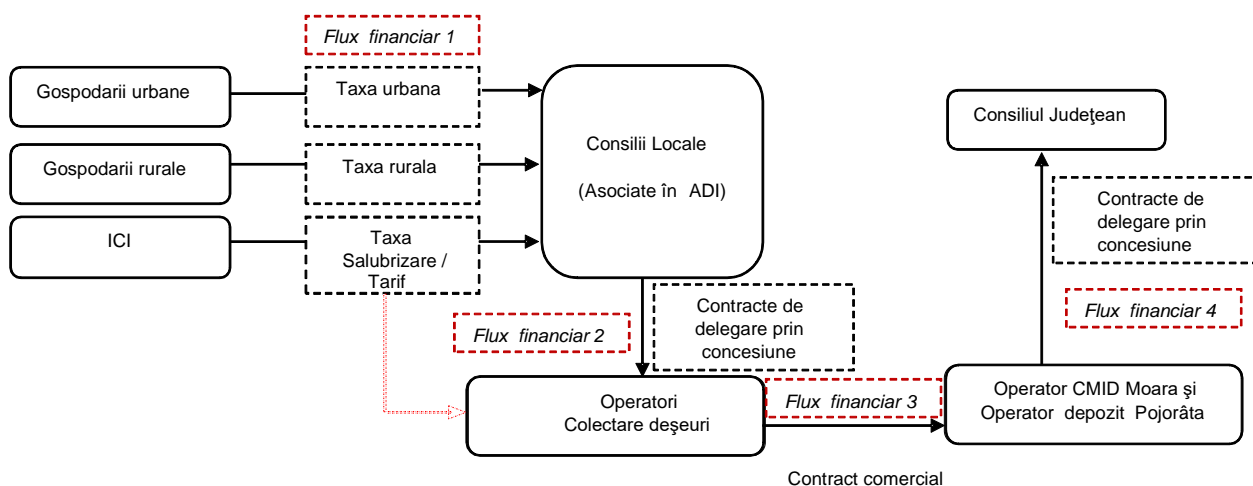 Flux financiar 1
Gospodarii urbane
Taxa urbana
Gospodarii rurale
Taxa rurala
ICI
Taxa
Salubrizare /
Tarif
Consilii Locale
(Asociate în ADI)
Consiliul Judeţean
Contracte de
delegare prin
concesiune
Flux financiar 4
Flux financiar 2
Contracte de
delegare prin
concesiune
Operatori
Colectare deşeuri
Flux financiar 3
Operator CMID Moara şi
Operator depozit Pojorâta
Contract comercial